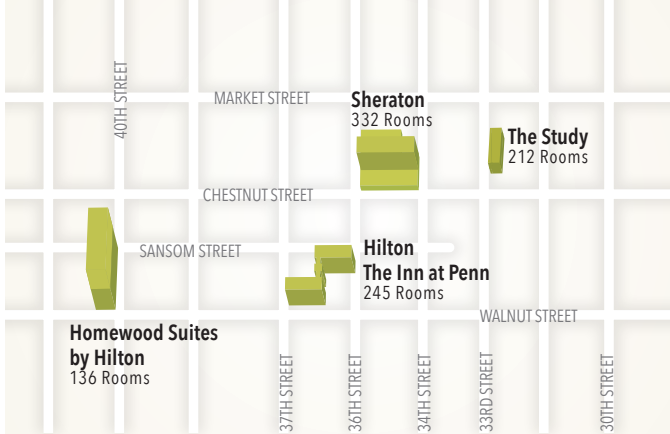 40TH STREET
MARKET STREET
Sheraton
332 Rooms
The Study
212 Rooms
CHESTNUT STREET
SANSOM STREET
Hilton
The Inn at Penn
245 Rooms
WALNUT STREET
Homewood Suites
by Hilton
136 Rooms
37TH STREET
36TH STREET
34TH STREET
33RD STREET
30TH STREET